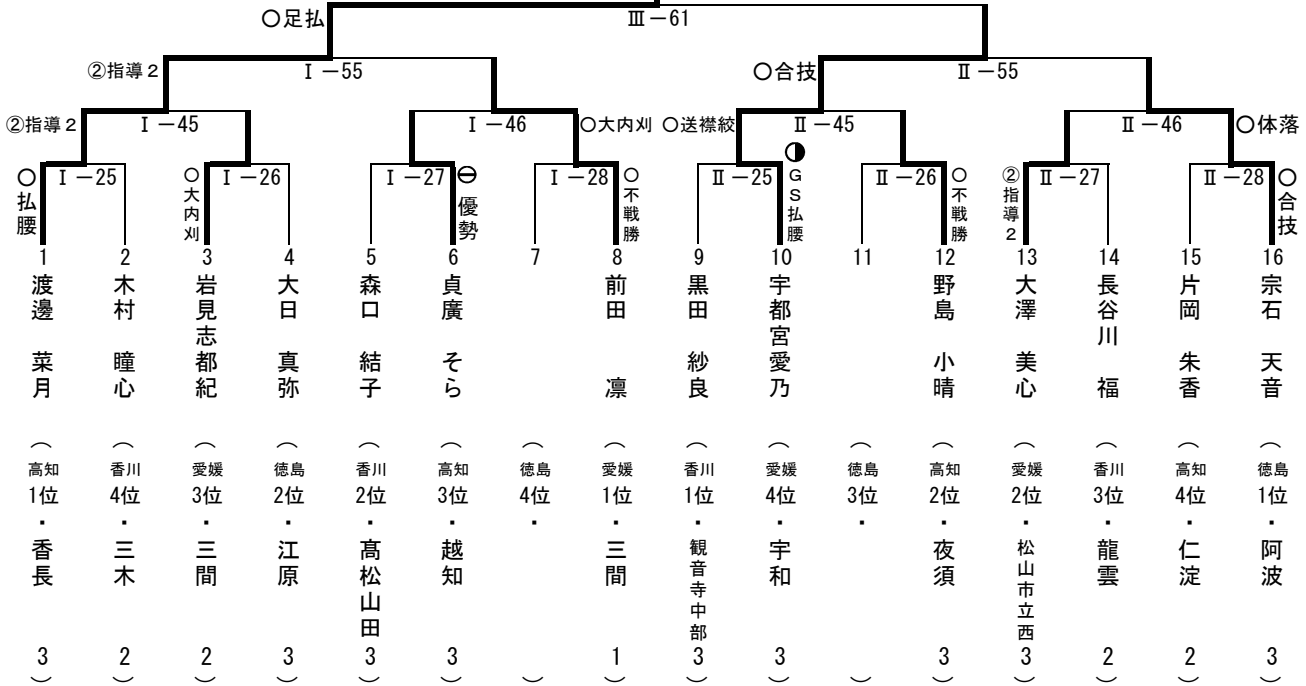 ○足払 Ⅲ－61
②指導２ Ⅰ－55 ○合技 Ⅱ－55
②指導２ Ⅰ－45 Ⅰ－46 ○大内刈 ○送襟絞 Ⅱ－45 Ⅱ－46 ○体落
○払腰 Ⅰ－25 ○大内刈 Ⅰ－26 Ⅰ－27 優勢 Ⅰ－28 ○不戦勝 Ⅱ－25 GS払腰 Ⅱ－26 ○不戦勝 ②指導２ Ⅱ－27 Ⅱ－28 ○合技
1 渡邊 菜月 （高知1位・香長 3）
2 木村 瞳心 （香川4位・三木 2）
3 岩見志都紀 （愛媛3位・三間 2）
4 大日 真弥 （徳島2位・江原 3）
5 森口 結子 （香川2位・髙松山田 3）
6 貞廣 そら （高知3位・越知 3）
7 （徳島4位・ ）
8 前田 凛 （愛媛1位・三間 1）
9 黒田 紗良 （香川1位・観音寺中部 3）
10 宇都宮愛乃 （愛媛4位・宇和 3）
11 （徳島3位・ ）
12 野島 小晴 （高知2位・夜須 3）
13 大澤 美心 （愛媛2位・松山市立西 3）
14 長谷川 福 （香川3位・龍雲 2）
15 片岡 朱香 （高知4位・仁淀 2）
16 宗石 天音 （徳島1位・阿波 3）